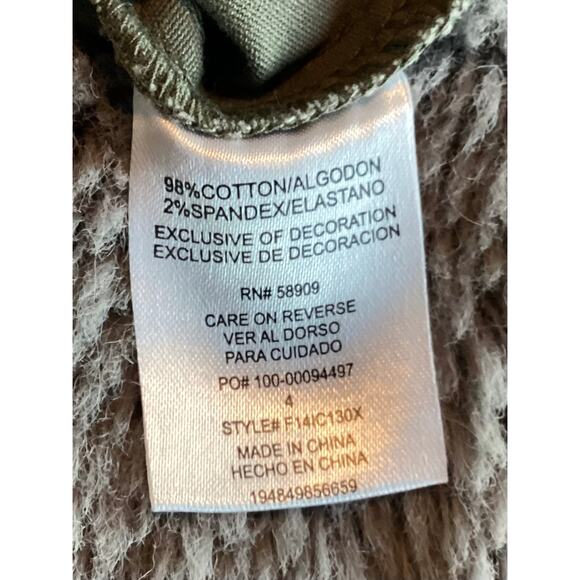 98%COTTON/ALGODON
2%SPANDEX/ELASTANO
EXCLUSIVE OF DECORATION
EXCLUSIVE DE DECORACION
RN# 58909
CARE ON REVERSE
VER AL DORSO
PARA CUIDADO
PO# 100-00094497
4
STYLE# F14IC130X
MADE IN CHINA
HECHO EN CHINA
194849856659